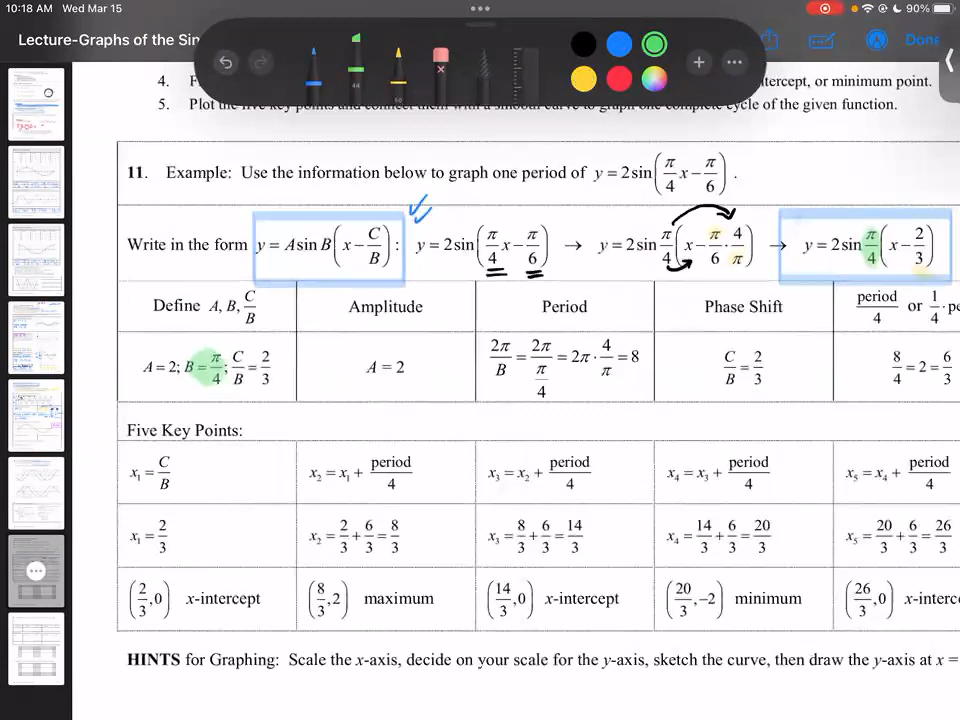 10:18 AM Wed Mar 15 90%
Lecture-Graphs of the Sin Done
4. F tercept, or minimum point.
5. Plot the five key points and connect them with a smooth curve to graph one complete cycle of the given function.
11. Example: Use the information below to graph one period of y = 2sin(π/4 x − π/6).
Write in the form y = A sin B(x − C/B): y = 2sin(π/4 x − π/6) → y = 2sin π/4(x − π/6 · 4/π) → y = 2sin π/4(x − 2/3)
Define A, B, C/B Amplitude Period Phase Shift period/4 or 1/4 · pe
A = 2; B = π/4; C/B = 2/3 A = 2 2π/B = 2π/(π/4) = 2π · 4/π = 8 C/B = 2/3 8/4 = 2 = 6/3
Five Key Points:
x₁ = C/B x₂ = x₁ + period/4 x₃ = x₂ + period/4 x₄ = x₃ + period/4 x₅ = x₄ + period/4
x₁ = 2/3 x₂ = 2/3 + 6/3 = 8/3 x₃ = 8/3 + 6/3 = 14/3 x₄ = 14/3 + 6/3 = 20/3 x₅ = 20/3 + 6/3 = 26/3
(2/3, 0) x-intercept (8/3, 2) maximum (14/3, 0) x-intercept (20/3, −2) minimum (26/3, 0) x-interc
HINTS for Graphing: Scale the x-axis, decide on your scale for the y-axis, sketch the curve, then draw the y-axis at x =